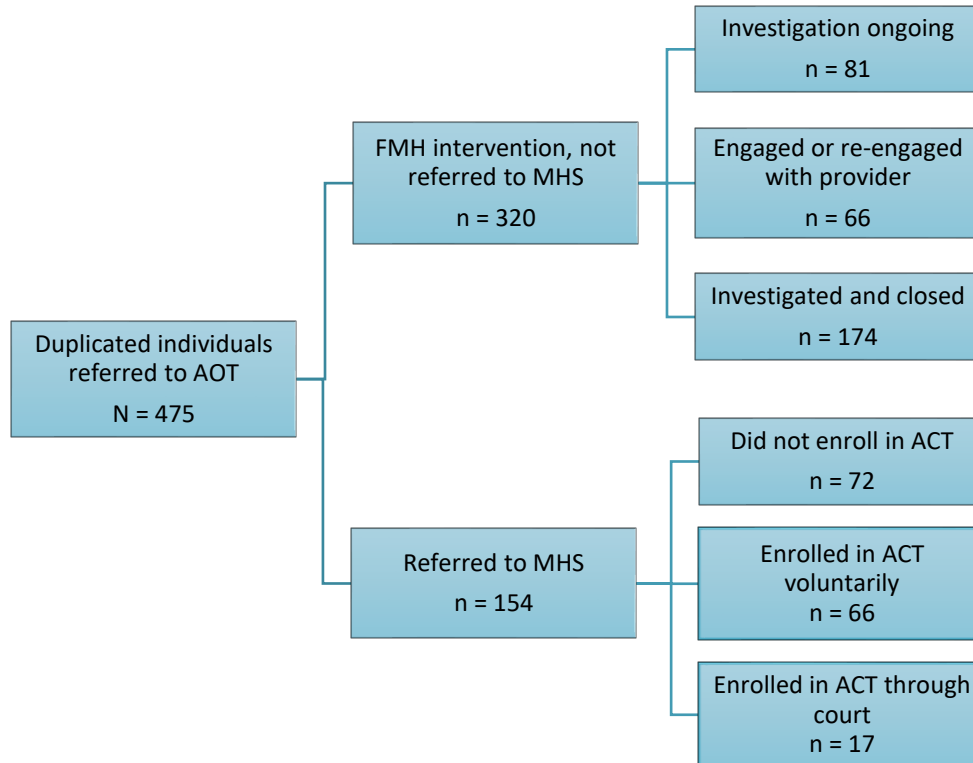 Duplicated individuals
referred to AOT
N = 475
FMH intervention, not
referred to MHS
n = 320
Investigation ongoing
n = 81
Engaged or re-engaged
with provider
n = 66
Investigated and closed
n = 174
Referred to MHS
n = 154
Did not enroll in ACT
n = 72
Enrolled in ACT
voluntarily
n = 66
Enrolled in ACT through
court
n = 17